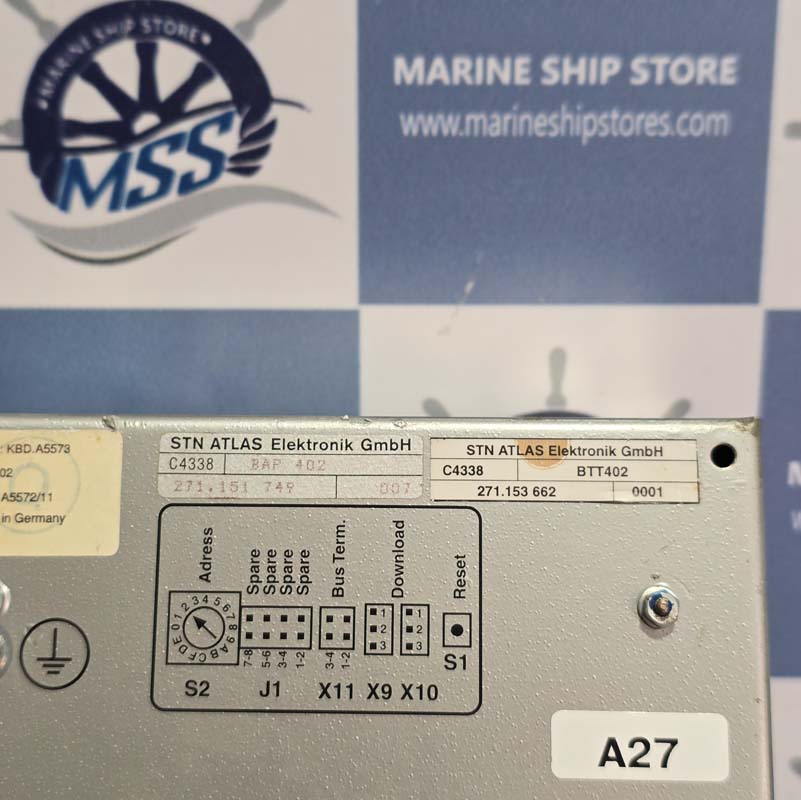 MARINE SHIP STORE
MSS
MARINE SHIP STORE
www.marineshipstores.com
: KBD.A5573
02
A5572/11
in Germany
STN ATLAS Elektronik GmbH
C4338 BAP 402
271.151 749 007
STN ATLAS Elektronik GmbH
C4338 BTT402
271.153 662 0001
Adress
Spare
Spare
Spare
Spare
Bus Term.
Download
Reset
0 1 2 3 4 5 6 7 8 9 A B C D E
7-8
5-6
3-4
1-2
3-4
1-2
1
2
3
1
2
3
S2 J1 X11 X9 X10 S1
A27